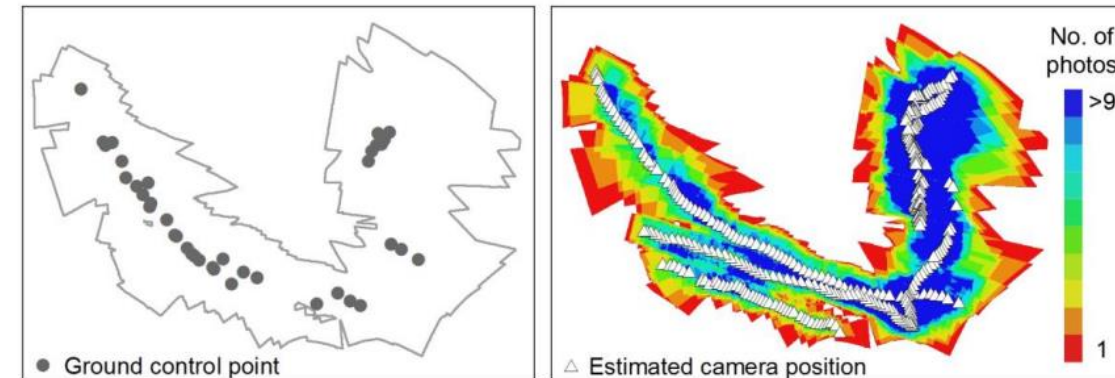 Ground control point
No. of
photos
>9
1
Estimated camera position